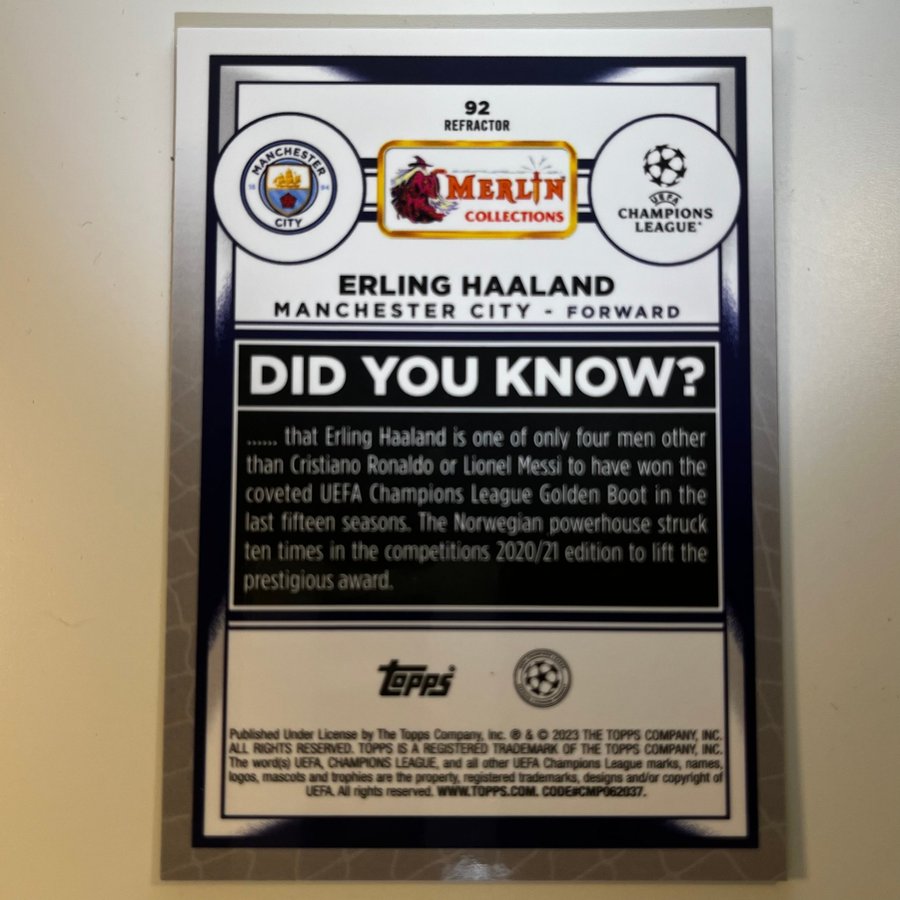 92
REFRACTOR
MANCHESTER
18 94
CITY
MERLIN
COLLECTIONS
UEFA
CHAMPIONS
LEAGUE®
ERLING HAALAND
MANCHESTER CITY - FORWARD
DID YOU KNOW?
...... that Erling Haaland is one of only four men other
than Cristiano Ronaldo or Lionel Messi to have won the
coveted UEFA Champions League Golden Boot in the
last fifteen seasons. The Norwegian powerhouse struck
ten times in the competitions 2020/21 edition to lift the
prestigious award.
topps®
Published Under License by The Topps Company, Inc. ® & © 2023 THE TOPPS COMPANY, INC.
ALL RIGHTS RESERVED. TOPPS IS A REGISTERED TRADEMARK OF THE TOPPS COMPANY, INC.
The word(s) UEFA, CHAMPIONS LEAGUE, and all other UEFA Champions League marks, names,
logos, mascots and trophies are the property, registered trademarks, designs and/or copyright of
UEFA. All rights reserved. WWW.TOPPS.COM. CODE#CMP062037.